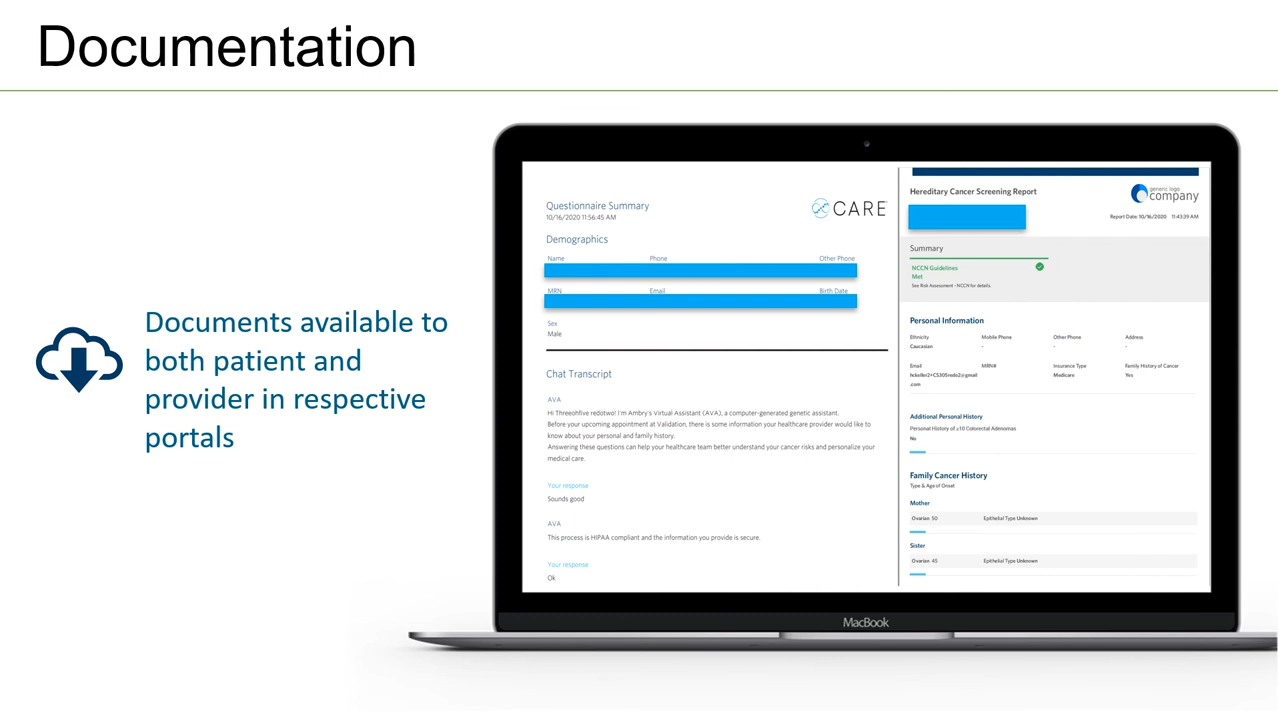 Documentation
Documents available to
both patient and
provider in respective
portals
Questionnaire Summary
10/16/2020 11:56:45 AM
CARE
Demographics
Name Phone Other Phone
MRN Email Birth Date
Sex
Male
Chat Transcript
AVA
Hi Threeohfive redotwo! I'm Ambry's Virtual Assistant (AVA), a computer-generated genetic assistant.
Before your upcoming appointment at Validation, there is some information your healthcare provider would like to
know about your personal and family history.
Answering these questions can help your healthcare team better understand your cancer risks and personalize your
medical care.
Your response
Sounds good
AVA
This process is HIPAA compliant and the information you provide is secure.
Your response
Ok
Hereditary Cancer Screening Report
generic logo
company
Report Date: 10/16/2020 11:43:39 AM
Summary
NCCN Guidelines
Met
See Risk Assessment - NCCN for details.
Personal Information
Ethnicity Mobile Phone Other Phone Address
Caucasian - - -
Email MRN# Insurance Type Family History of Cancer
Medicare Yes
.com
Additional Personal History
Personal History of ≥10 Colorectal Adenomas
No
Family Cancer History
Type & Age of Onset
Mother
Ovarian 50 Epithelial Type Unknown
Sister
Ovarian 45 Epithelial Type Unknown
MacBook